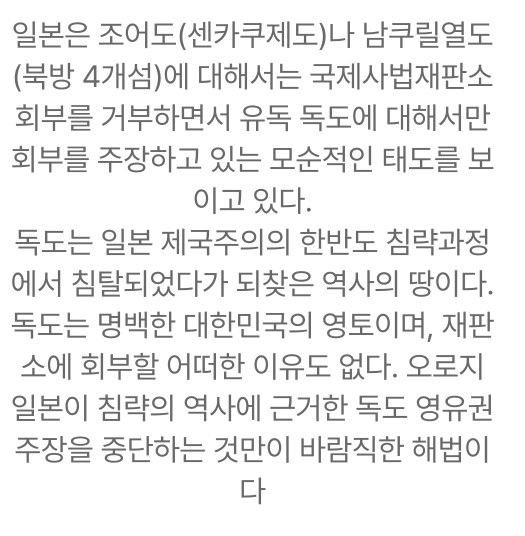 일본은 조어도(센카쿠제도)나 남쿠릴열도
(북방 4개섬)에 대해서는 국제사법재판소
회부를 거부하면서 유독 독도에 대해서만
회부를 주장하고 있는 모순적인 태도를 보
이고 있다.
독도는 일본 제국주의의 한반도 침략과정
에서 침탈되었다가 되찾은 역사의 땅이다.
독도는 명백한 대한민국의 영토이며, 재판
소에 회부할 어떠한 이유도 없다. 오로지
일본이 침략의 역사에 근거한 독도 영유권
주장을 중단하는 것만이 바람직한 해법이
다